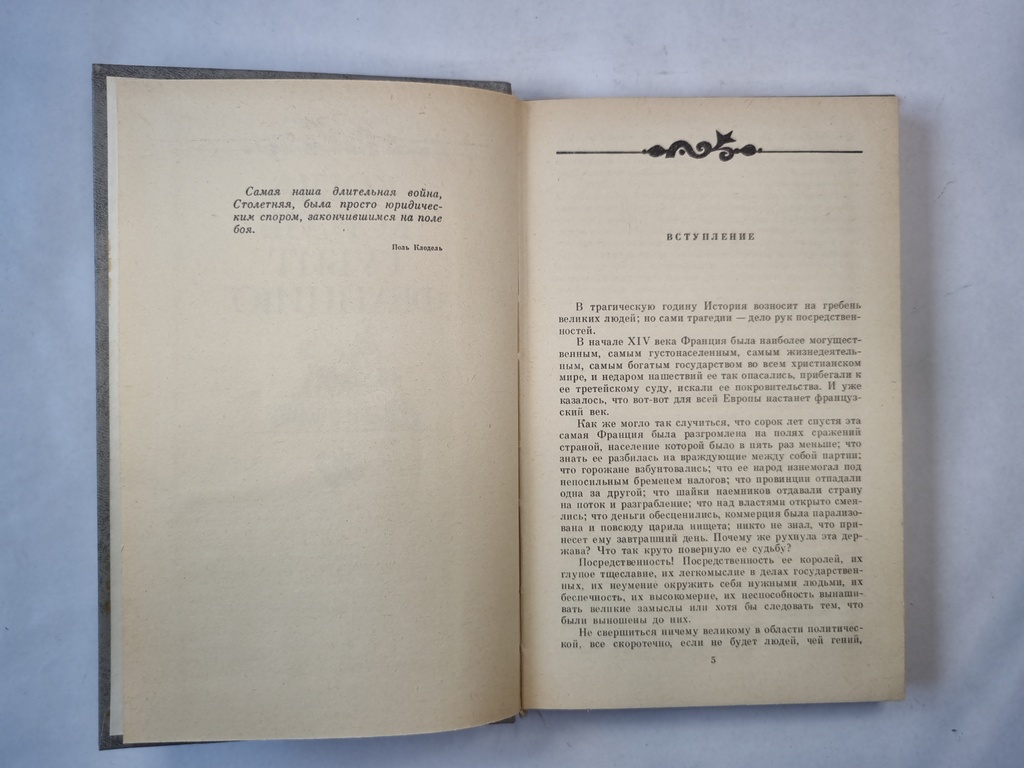 Самая наша длительная война,
Столетняя, была просто юридичес-
ким спором, закончившимся на поле
боя.
Поль Клодель
ВСТУПЛЕНИЕ
В трагическую годину История возносит на гребень
великих людей; но сами трагедии — дело рук посредствен-
ностей.
В начале XIV века Франция была наиболее могущест-
венным, самым густонаселенным, самым жизнедеятель-
ным, самым богатым государством во всем христианском
мире, и недаром нашествий ее так опасались, прибегали к
ее третейскому суду, искали ее покровительства. И уже
казалось, что вот-вот для всей Европы настанет француз-
ский век.
Как же могло так случиться, что сорок лет спустя эта
самая Франция была разгромлена на полях сражений
страной, население которой было в пять раз меньше; что
знать ее разбилась на враждующие между собой партии;
что горожане взбунтовались; что ее народ изнемогал под
непосильным бременем налогов; что провинции отпадали
одна за другой; что шайки наемников отдавали страну
на поток и разграбление; что над властями открыто смея-
лись; что деньги обесценились, коммерция была парализо-
вана и повсюду царила нищета; никто не знал, что при-
несет ему завтрашний день. Почему же рухнула эта дер-
жава? Что так круто повернуло ее судьбу?
Посредственность! Посредственность ее королей, их
глупое тщеславие, их легкомыслие в делах государствен-
ных, их неумение окружить себя нужными людьми, их
беспечность, их высокомерие, их неспособность вынаши-
вать великие замыслы или хотя бы следовать тем, что
были выношены до них.
Не свершиться ничему великому в области политичес-
кой, все скоротечно, если не будет людей, чей гений,
5